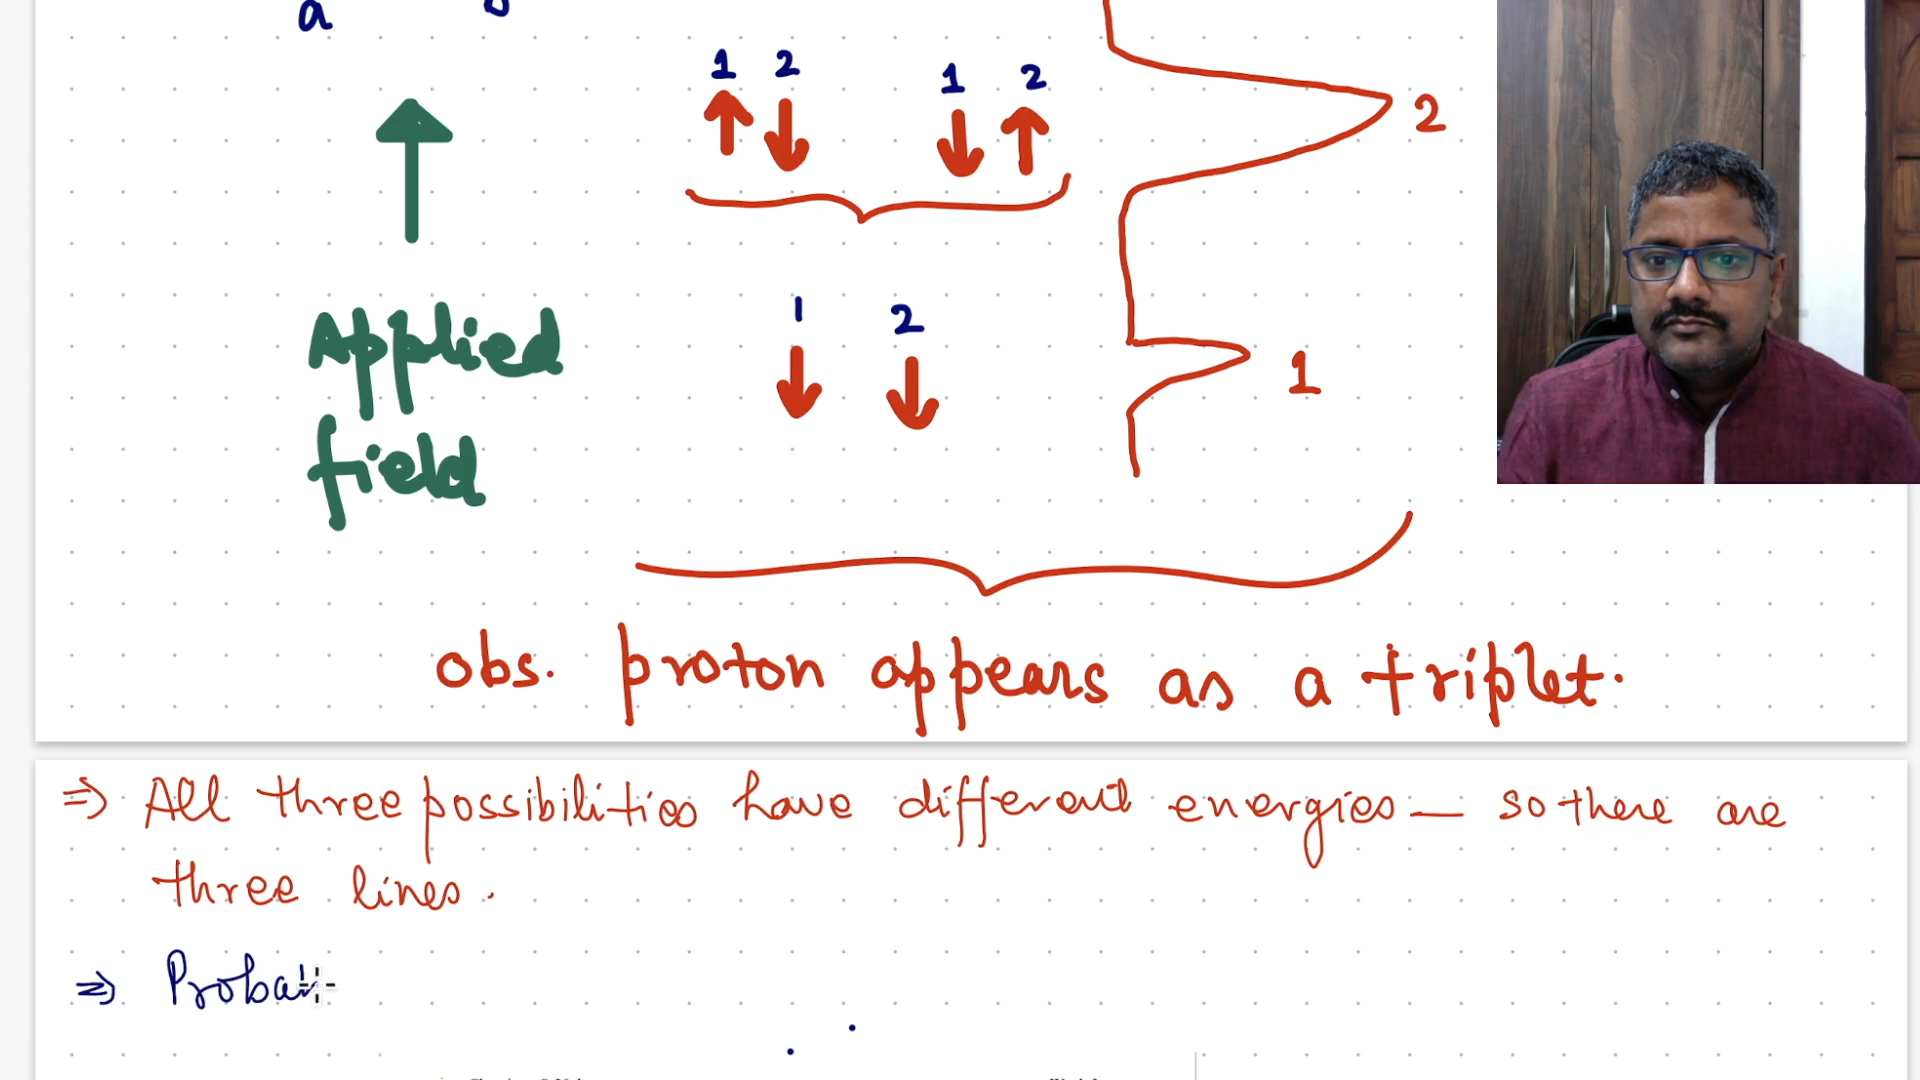 a
1 2 1 2
2
1 2
1
Applied
field
obs. proton appears as a triplet.
⇒ All three possibilities have different energies — so there are
three lines.
⇒ Proba